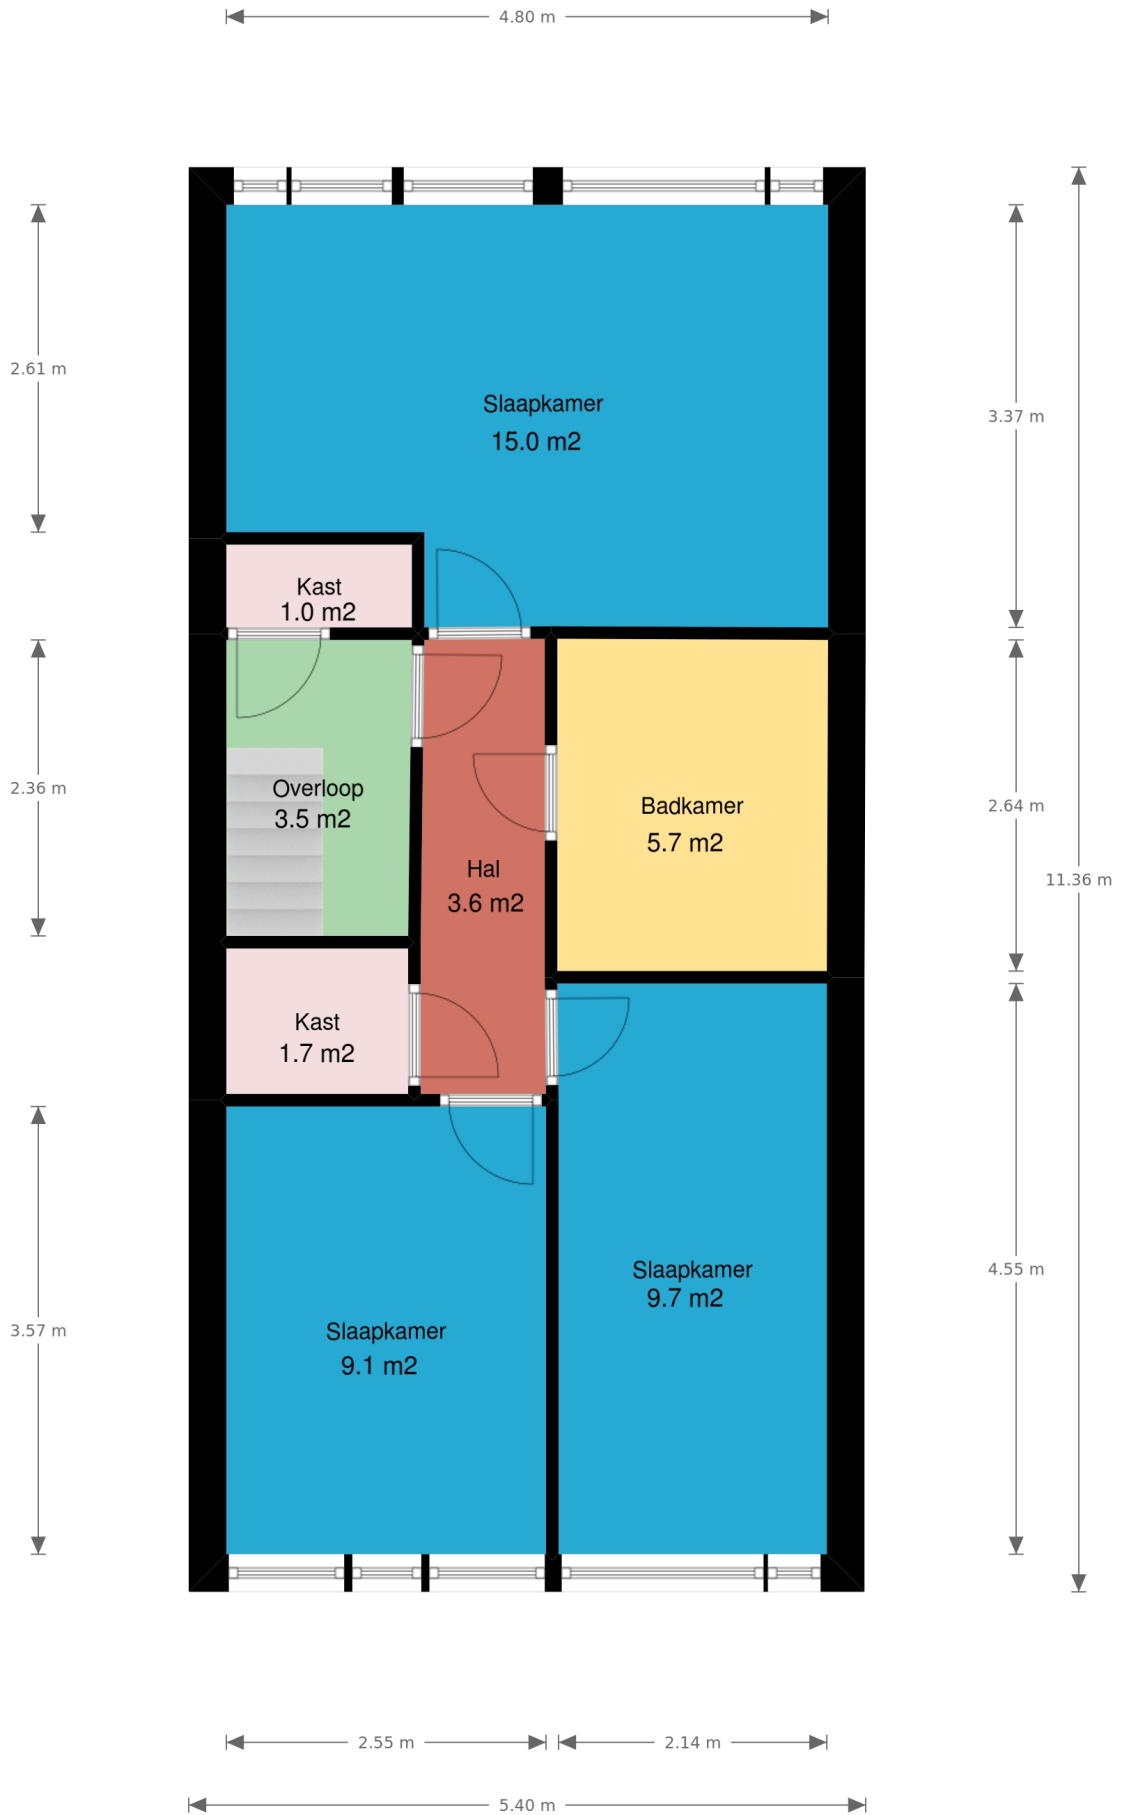 4.80 m
2.61 m
3.37 m
Slaapkamer
15.0 m2
Kast
1.0 m2
2.36 m
Overloop
3.5 m2
Hal
3.6 m2
Badkamer
5.7 m2
2.64 m
11.36 m
Kast
1.7 m2
3.57 m
Slaapkamer
9.1 m2
Slaapkamer
9.7 m2
4.55 m
2.55 m
2.14 m
5.40 m